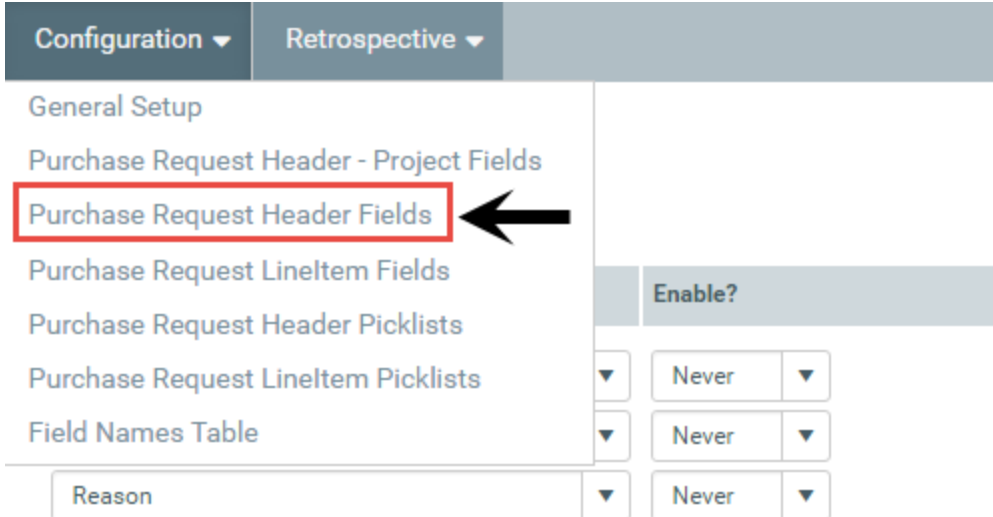 Configuration Retrospective
General Setup
Purchase Request Header - Project Fields
Purchase Request Header Fields
Purchase Request LineItem Fields
Enable?
Purchase Request Header Picklists
Purchase Request LineItem Picklists
Never
Field Names Table
Never
Reason
Never